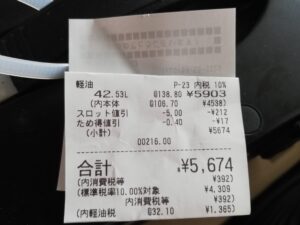 軽油 P-23 内税 10%
42.53L @138.80 ¥5903
(内本体 @106.70 ¥4538)
スロット値引 -5.00 -¥212
ため得値引 -0.40 -¥17
(小計) ¥5674
00216.00
合計 ¥5,674
(内消費税等 ¥392)
(標準税率10.00%対象 ¥4,309
内消費税等 ¥392)
(内軽油税 @32.10 ¥1,365)